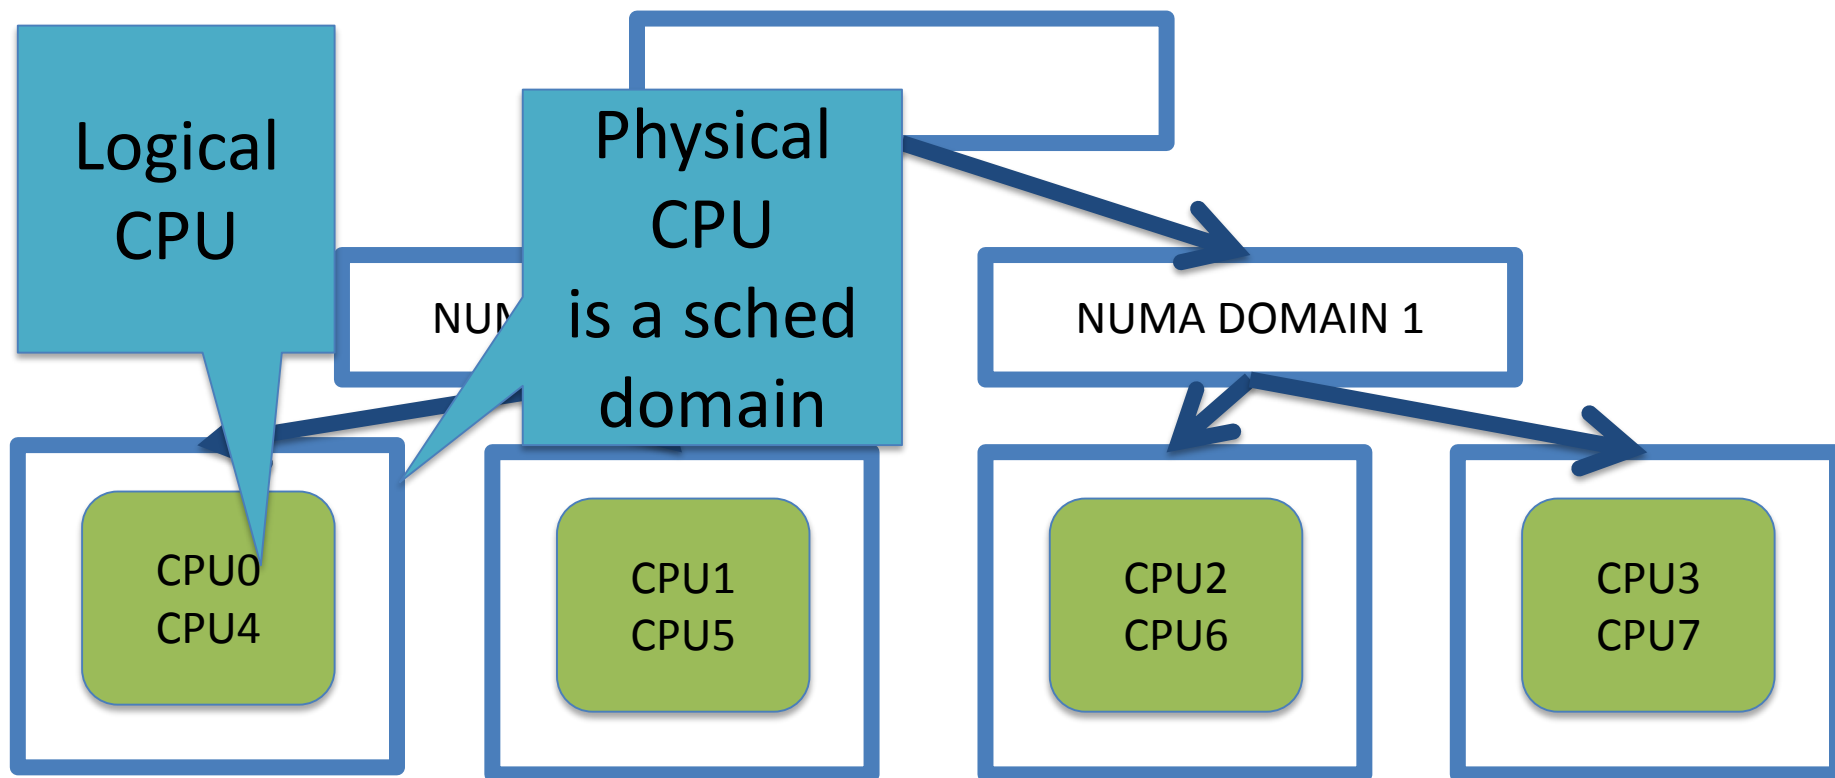 Logical
CPU
Physical
CPU
is a sched
domain
NUMA DOMAIN 1
CPU0
CPU4
CPU1
CPU5
CPU2
CPU6
CPU3
CPU7